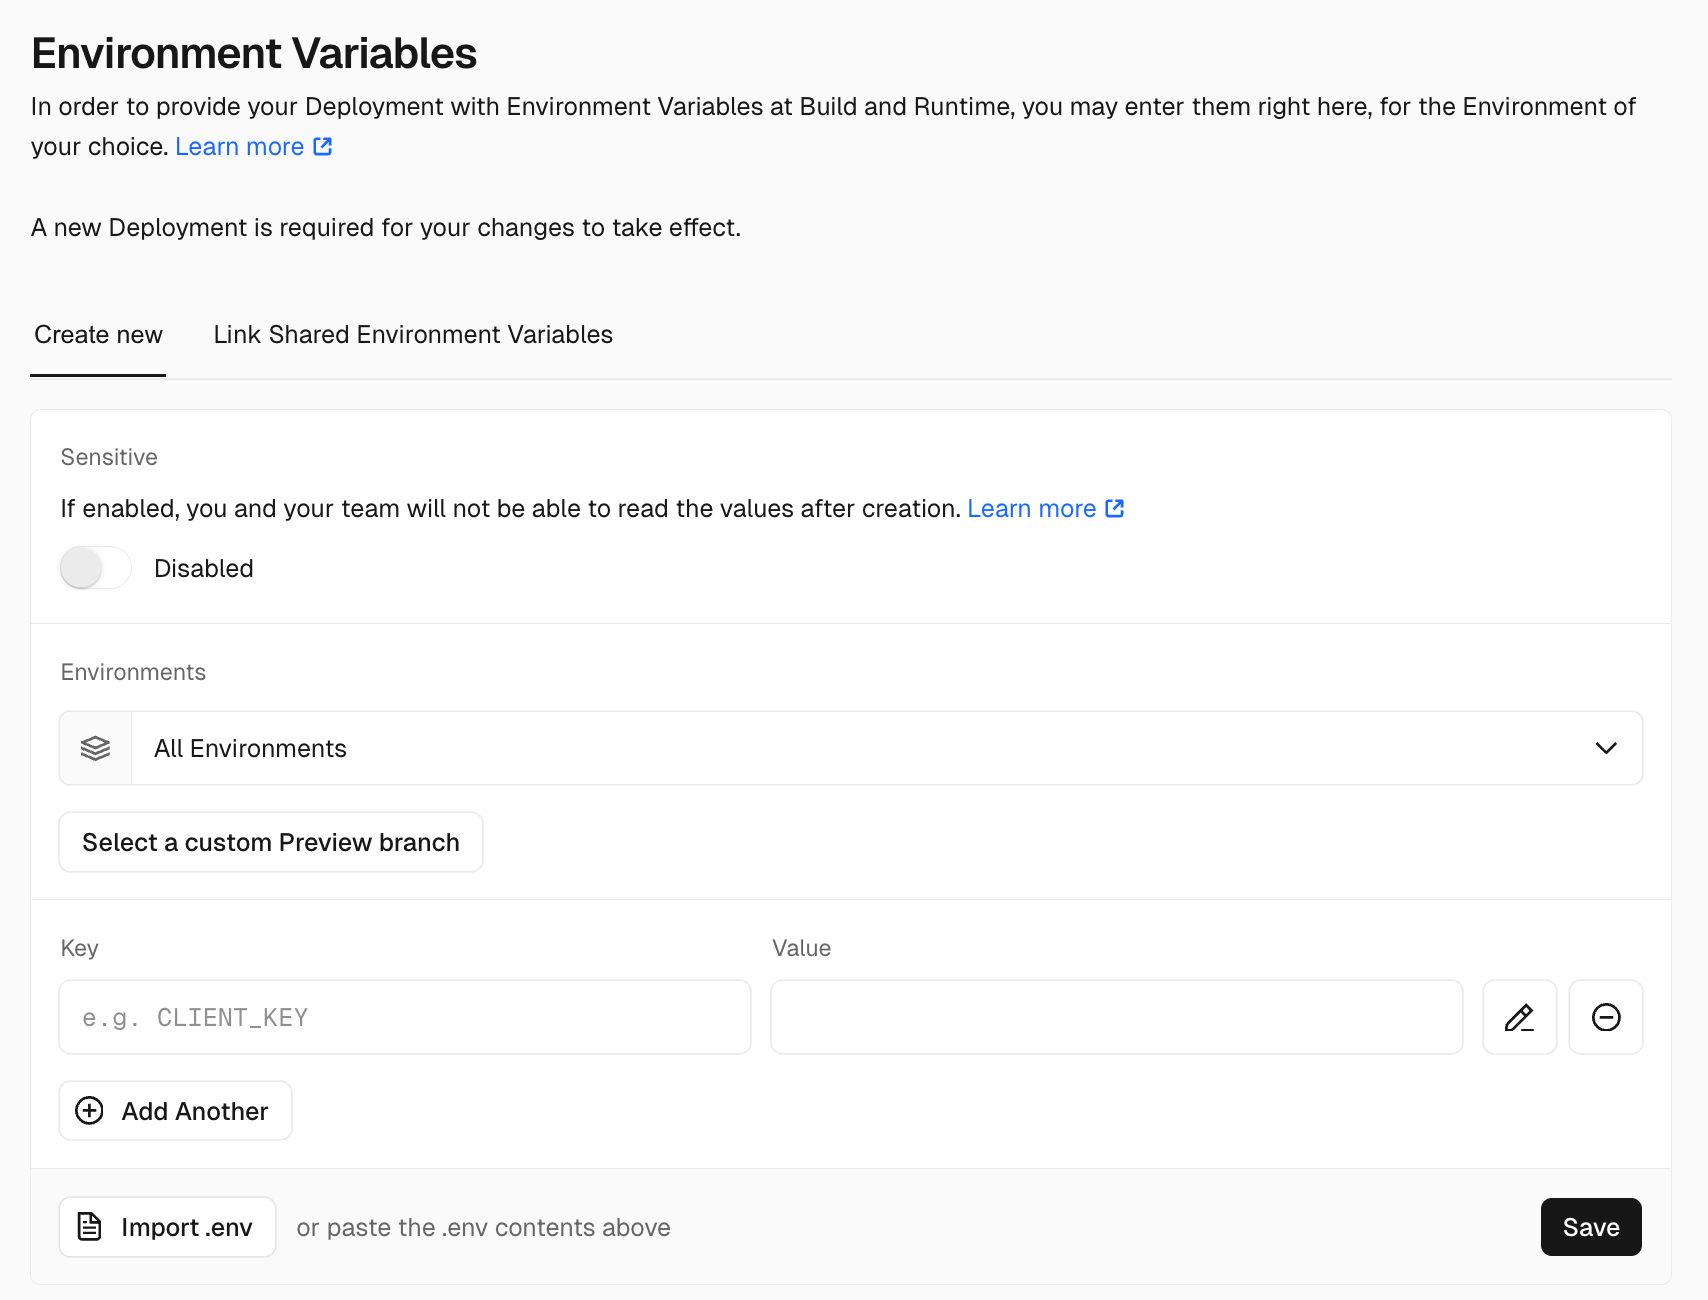 Environment Variables
In order to provide your Deployment with Environment Variables at Build and Runtime, you may enter them right here, for the Environment of
your choice. Learn more
A new Deployment is required for your changes to take effect.
Create new Link Shared Environment Variables
Sensitive
If enabled, you and your team will not be able to read the values after creation. Learn more
Disabled
Environments
All Environments
Select a custom Preview branch
Key Value
e.g. CLIENT_KEY
Add Another
Import .env or paste the .env contents above Save